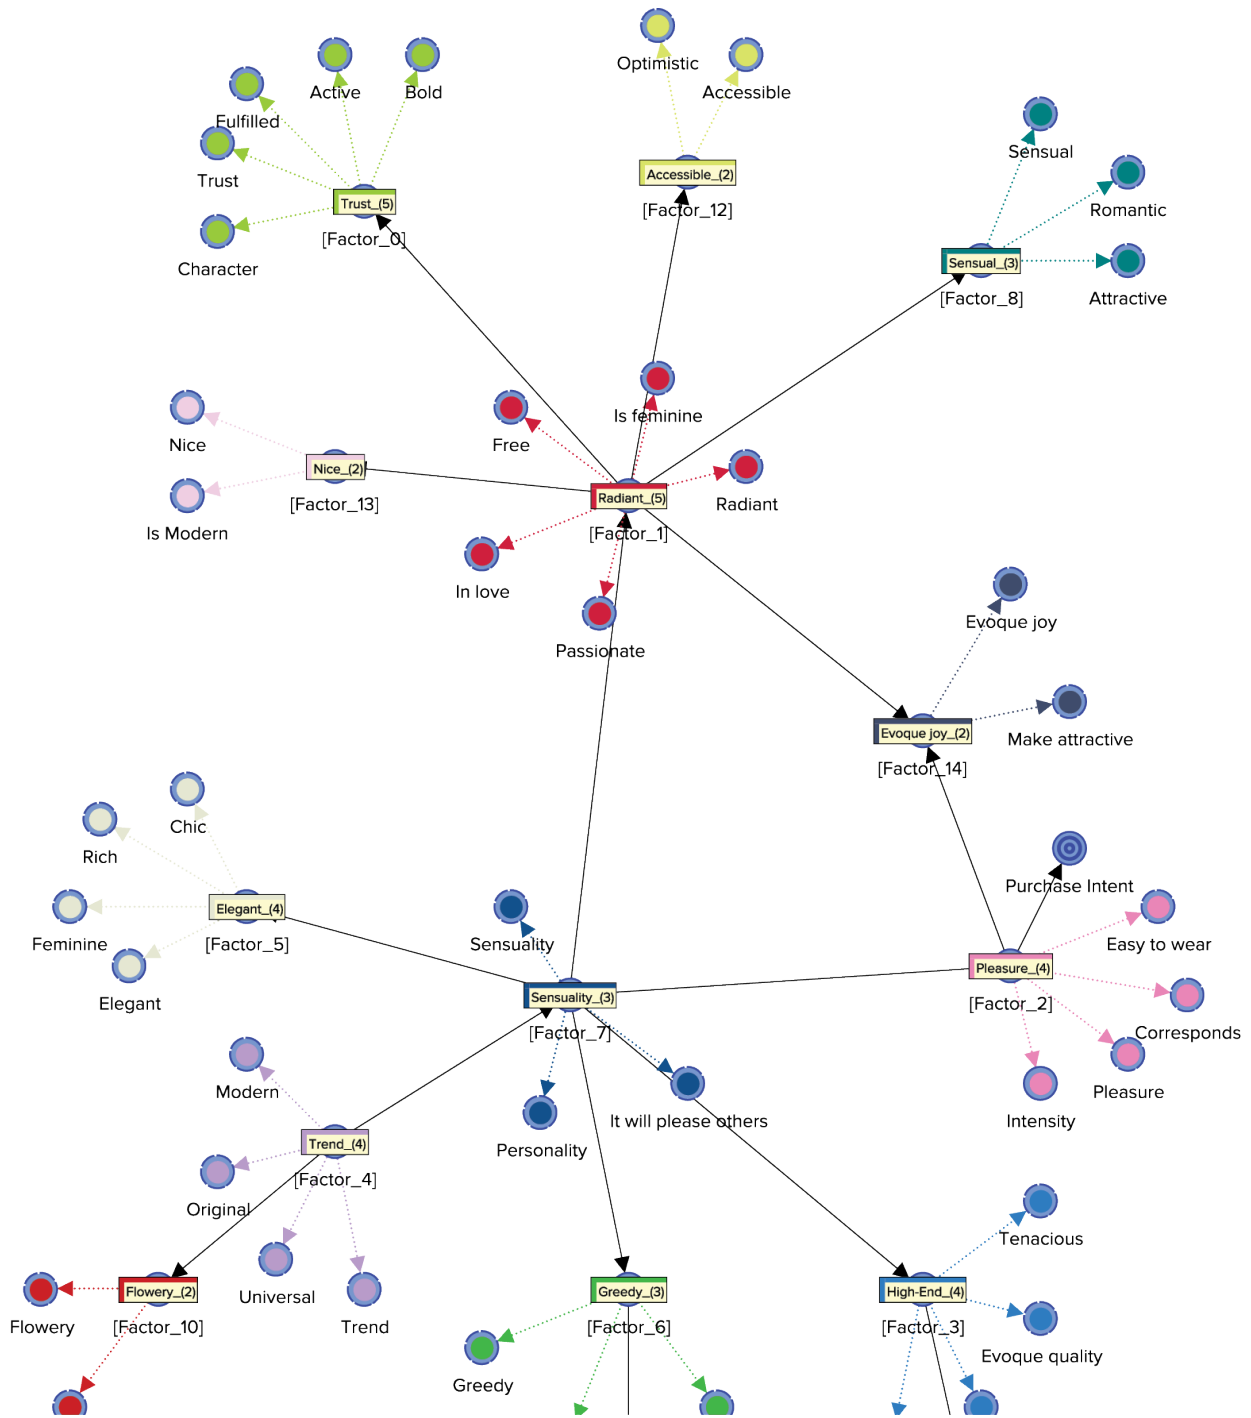 Optimistic
Active
Bold
Accessible
Fulfilled
Sensual
Trust
Accessible_(2)
Trust_(5)
[Factor_12]
Romantic
[Factor_0]
Character
Sensual_(3)
[Factor_8]
Attractive
Is feminine
Nice
Free
Nice_(2)
Radiant_(5)
Radiant
[Factor_13]
Is Modern
[Factor_1]
In love
Evoque joy
Passionate
Evoque joy_(2)
Make attractive
[Factor_14]
Chic
Rich
Purchase Intent
Elegant_(4)
Feminine
[Factor_5]
Sensuality
Easy to wear
Pleasure_(4)
Elegant
Sensuality_(3)
[Factor_2]
[Factor_7]
Corresponds
Modern
Pleasure
It will please others
Intensity
Trend_(4)
Personality
[Factor_4]
Original
Tenacious
Flowery_(2)
Greedy_(3)
High-End_(4)
Universal
Flowery
[Factor_10]
Trend
[Factor_6]
[Factor_3]
Evoque quality
Greedy